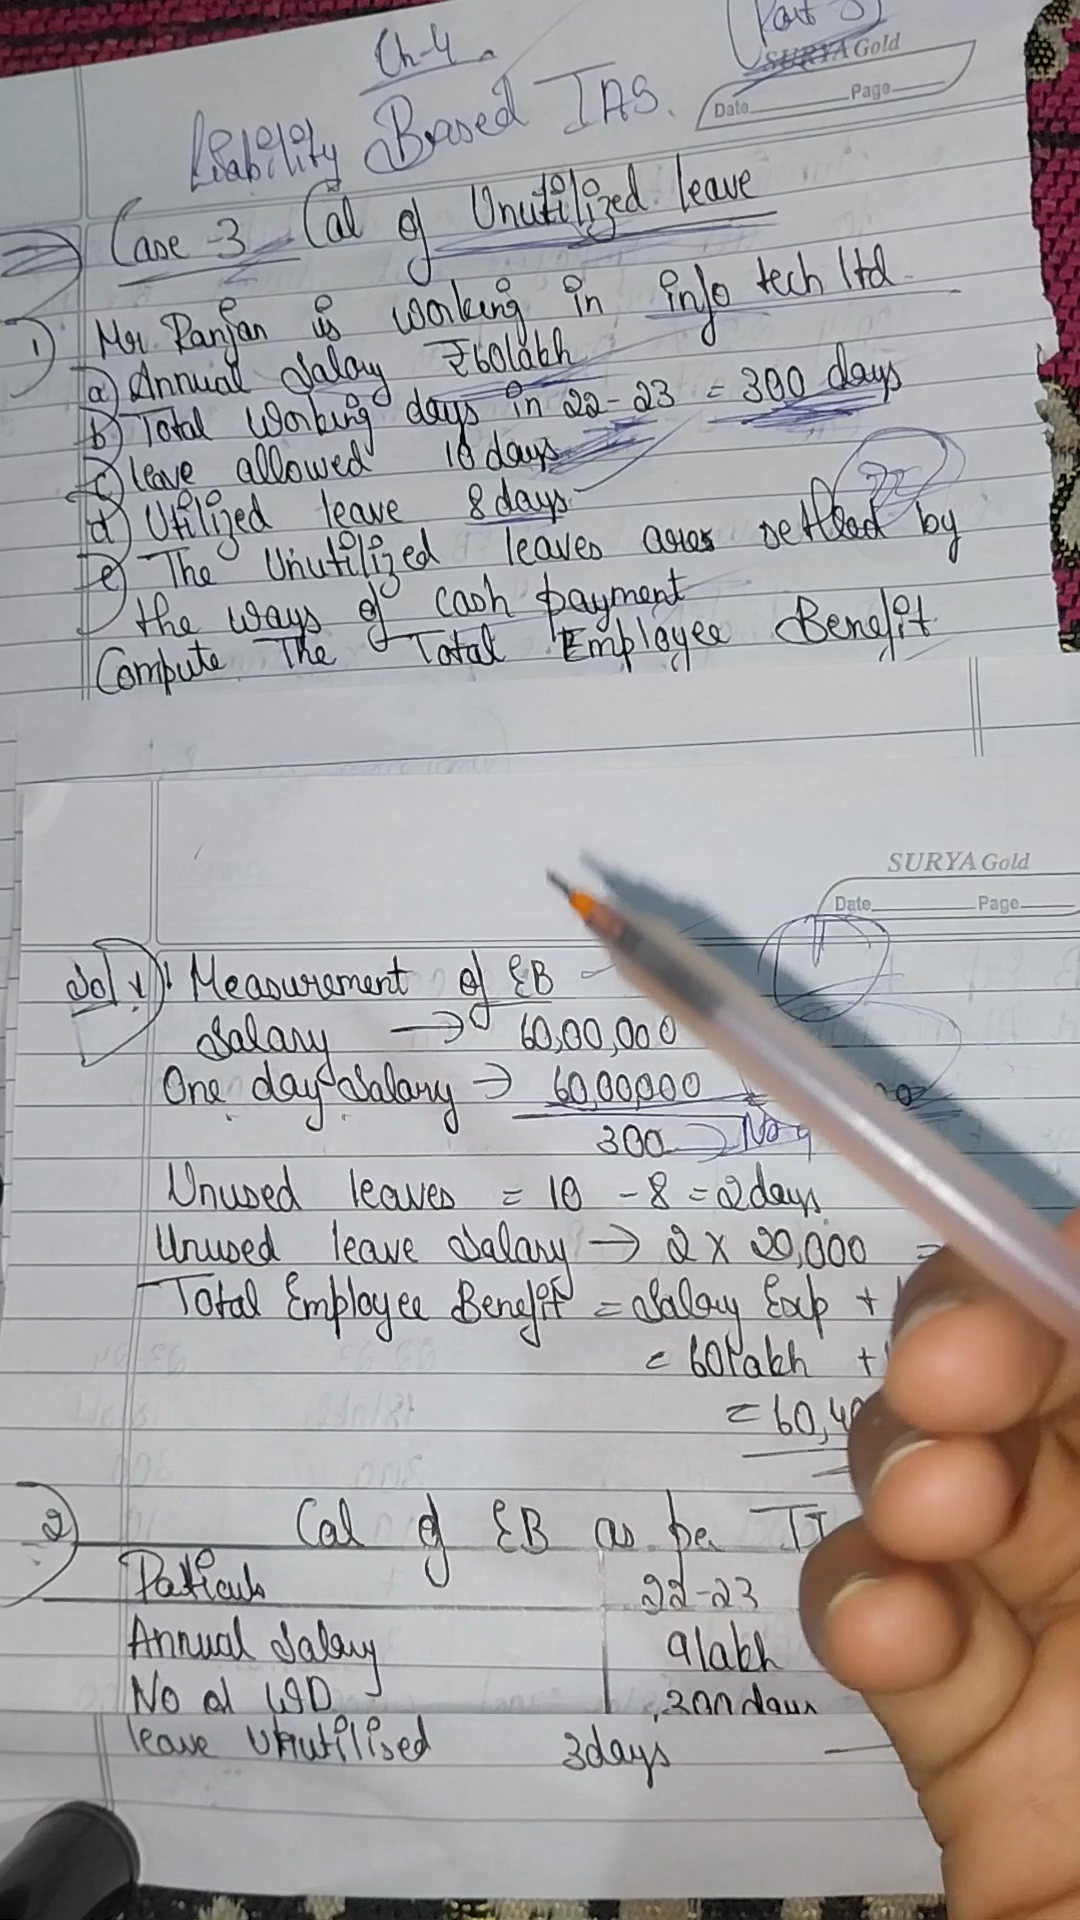 Ch-4
(Part 3)
SURYA Gold
Date Page
Liability Based IAS.
Case-3 Cal of Unutilized leave
1) Mr. Ranjan is working in info tech ltd
a) Annual Salary ₹60lakh
b) Total working days in 22-23 = 300 days
c) leave allowed 10 days
d) Utilized leave 8 days
e) The Unutilized leaves are settled by
the ways of cash payment
Compute The Total Employee Benefit
SURYA Gold
Date Page
Sol 1) Measurement of EB
Salary → 60,00,000
One day Salary → 60,00,000
300 → No
Unused leaves = 10 - 8 = 2 days
Unused leave Salary → 2 X 20,000 =
Total Employee Benefit = Salary Exp +
= 60lakh +
= 60,40
2) Cal of EB as per
Paticuls 22-23
Annual Salary 9lakh
No of WD 300 days
leave Unutilised 3days